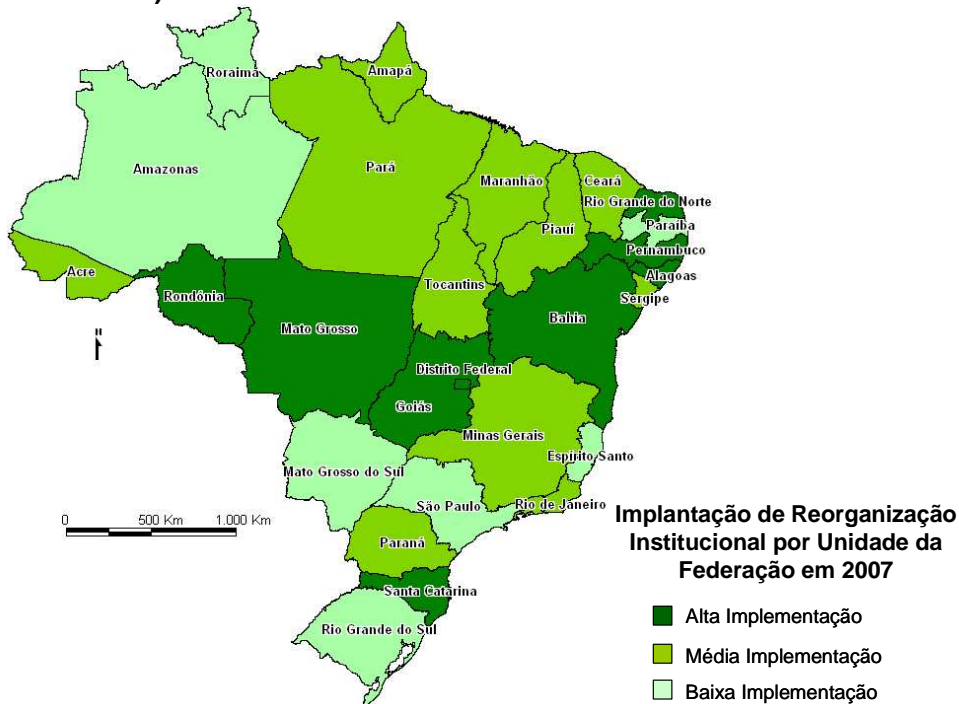 Roraima
Amapá
Amazonas
Pará
Maranhão
Ceará
Rio Grande do Norte
Paraíba
Piauí
Pernambuco
Acre
Alagoas
Rondônia
Tocantins
Sergipe
Bahia
Mato Grosso
Distrito Federal
Goiás
Minas Gerais
Espírito Santo
Mato Grosso do Sul
São Paulo
Rio de Janeiro
0 500 Km 1.000 Km
Paraná
Santa Catarina
Rio Grande do Sul
Implantação de Reorganização
Institucional por Unidade da
Federação em 2007
Alta Implementação
Média Implementação
Baixa Implementação